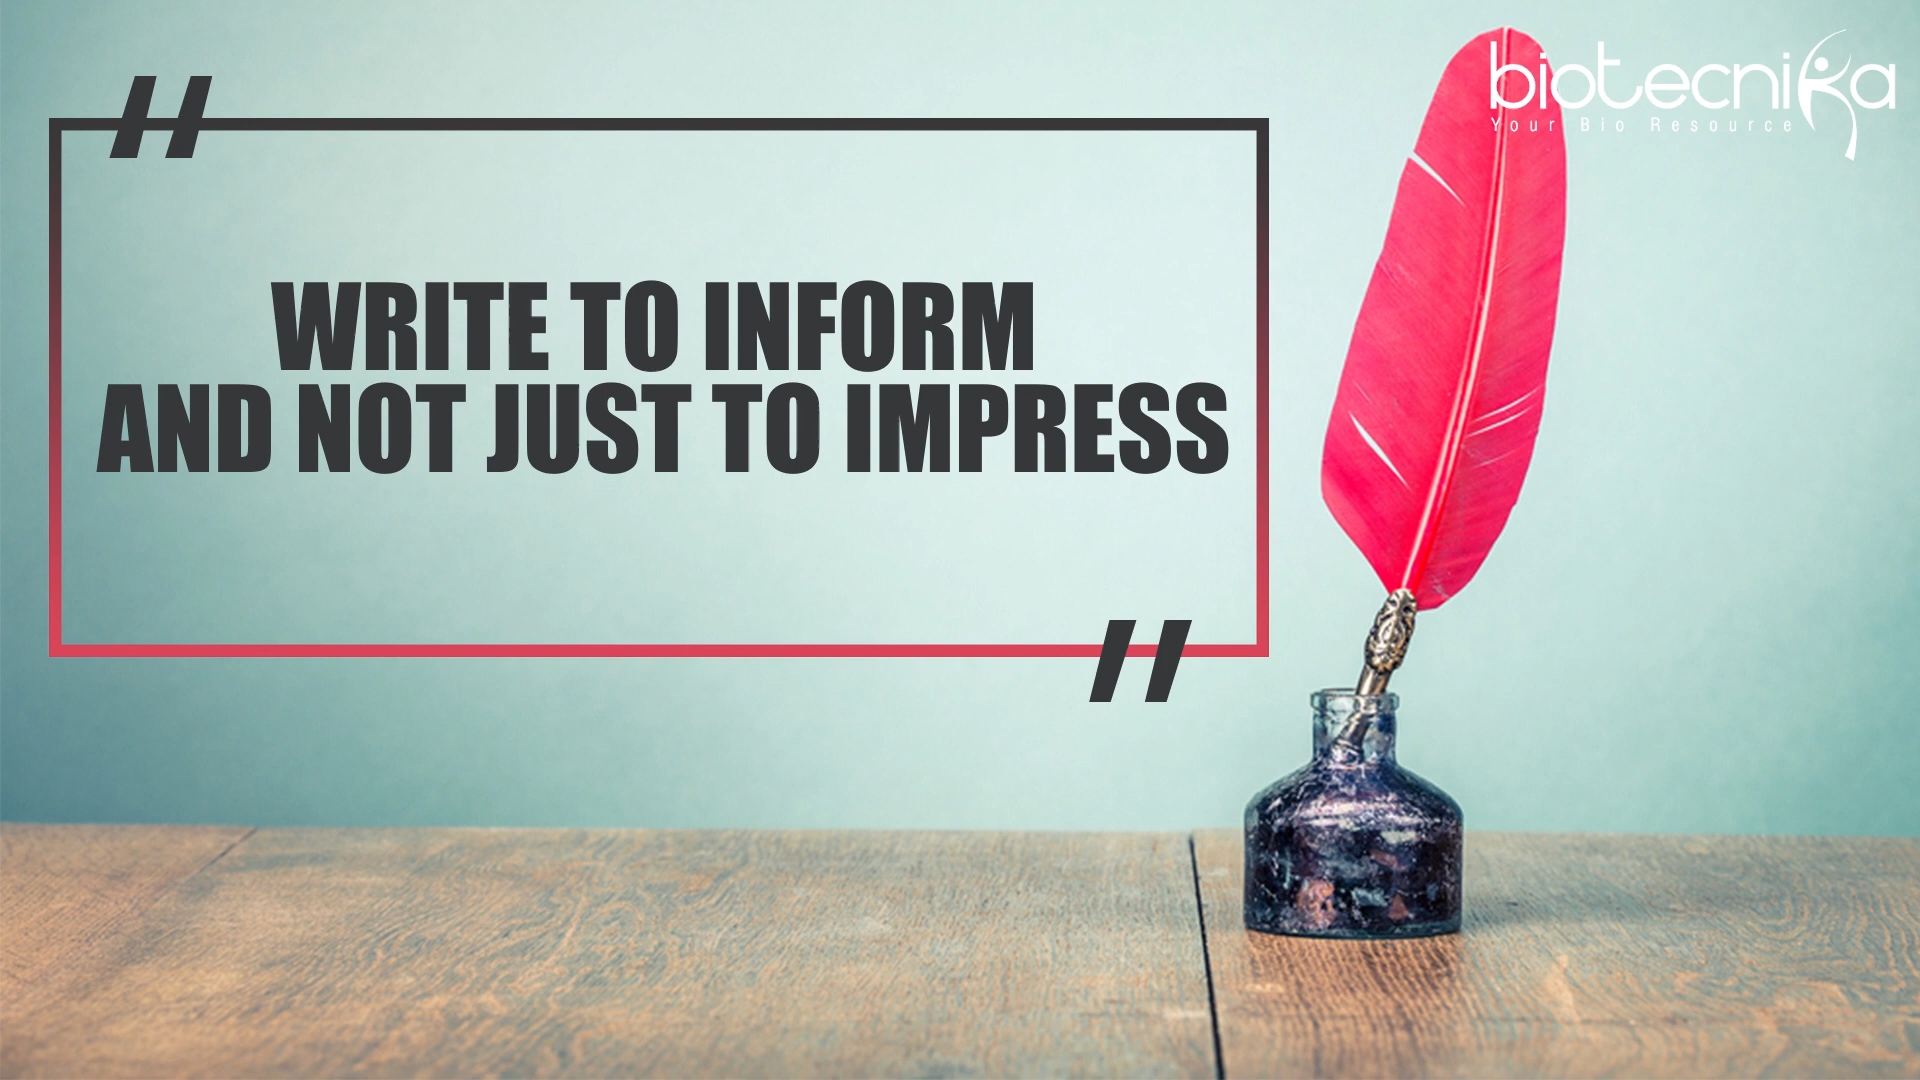 biotecnika
Your Bio Resource
"
WRITE TO INFORM
AND NOT JUST TO IMPRESS
"